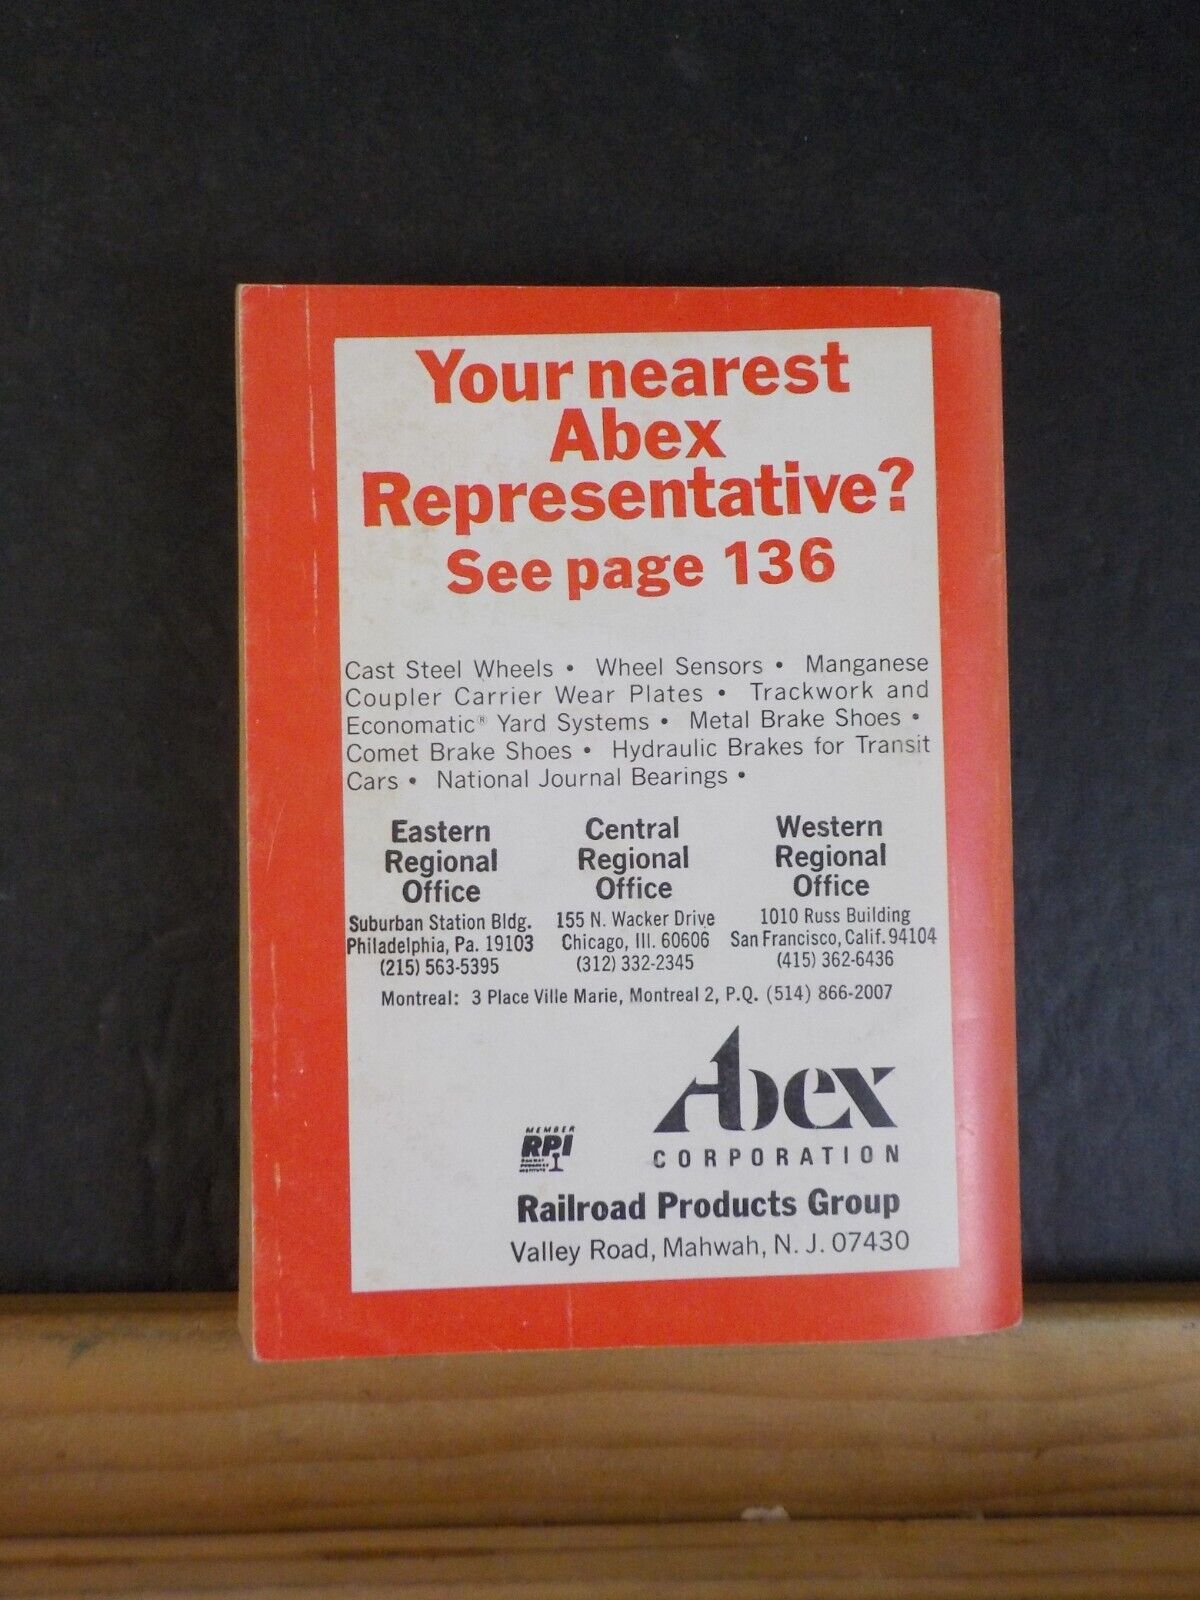 Your nearest
Abex
Representative?
See page 136
Cast Steel Wheels • Wheel Sensors • Manganese
Coupler Carrier Wear Plates • Trackwork and
Economatic® Yard Systems • Metal Brake Shoes •
Comet Brake Shoes • Hydraulic Brakes for Transit
Cars • National Journal Bearings •
Eastern
Regional
Office
Suburban Station Bldg.
Philadelphia, Pa. 19103
(215) 563-5395
Central
Regional
Office
155 N. Wacker Drive
Chicago, Ill. 60606
(312) 332-2345
Western
Regional
Office
1010 Russ Building
San Francisco, Calif. 94104
(415) 362-6436
Montreal: 3 Place Ville Marie, Montreal 2, P.Q. (514) 866-2007
Abex
CORPORATION
MEMBER
RPI
RAILWAY
PROGRESS
INSTITUTE
Railroad Products Group
Valley Road, Mahwah, N. J. 07430